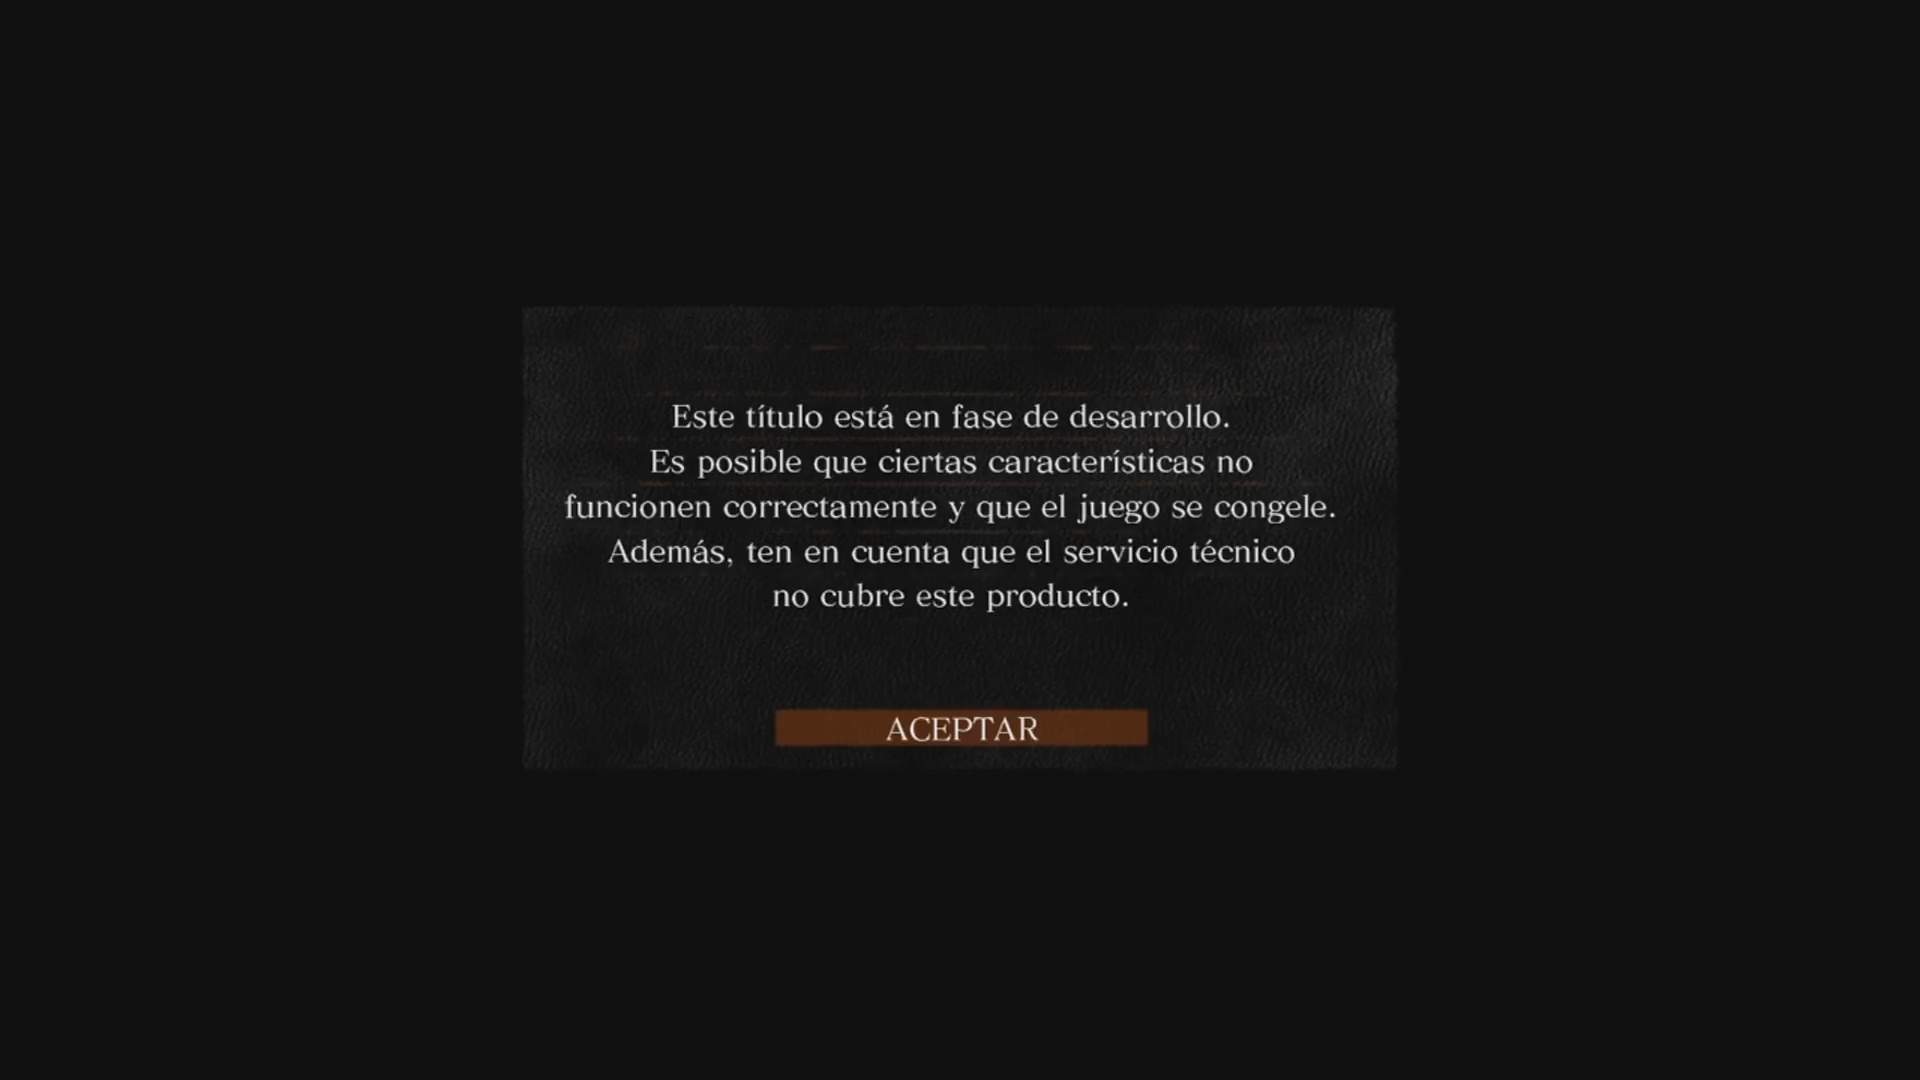 Este título está en fase de desarrollo.
Es posible que ciertas características no
funcionen correctamente y que el juego se congele.
Además, ten en cuenta que el servicio técnico
no cubre este producto.
ACEPTAR